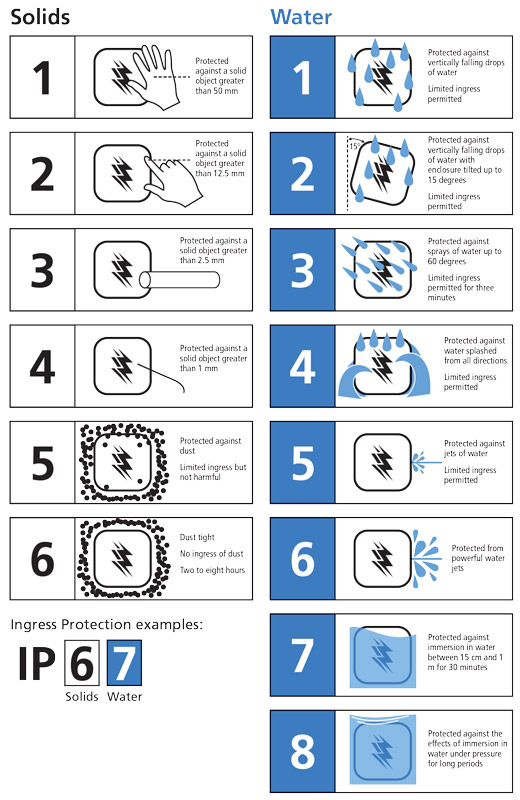 Solids
1
Protected
against a solid
object greater
than 50 mm
2
Protected
against a solid
object greater
than 12.5 mm
3
Protected against a
solid object greater
than 2.5 mm
4
Protected against a
solid object greater
than 1 mm
5
Protected against
dust
Limited ingress but
not harmful
6
Dust tight
No ingress of dust
Two to eight hours
Ingress Protection examples:
IP 6 7
Solids Water
Water
1
Protected against
vertically falling drops
of water
Limited ingress
permitted
2
15°
Protected against
vertically falling drops
of water with
enclosure tilted up to
15 degrees
Limited ingress
permitted
3
Protected against
sprays of water up to
60 degrees
Limited ingress
permitted for three
minutes
4
Protected against
water splashed
from all directions
Limited ingress
permitted
5
Protected against
jets of water
Limited ingress
permitted
6
Protected from
powerful water
jets
7
Protected against
immersion in water
between 15 cm and 1
m for 30 minutes
8
Protected against the
effects of immersion in
water under pressure
for long periods